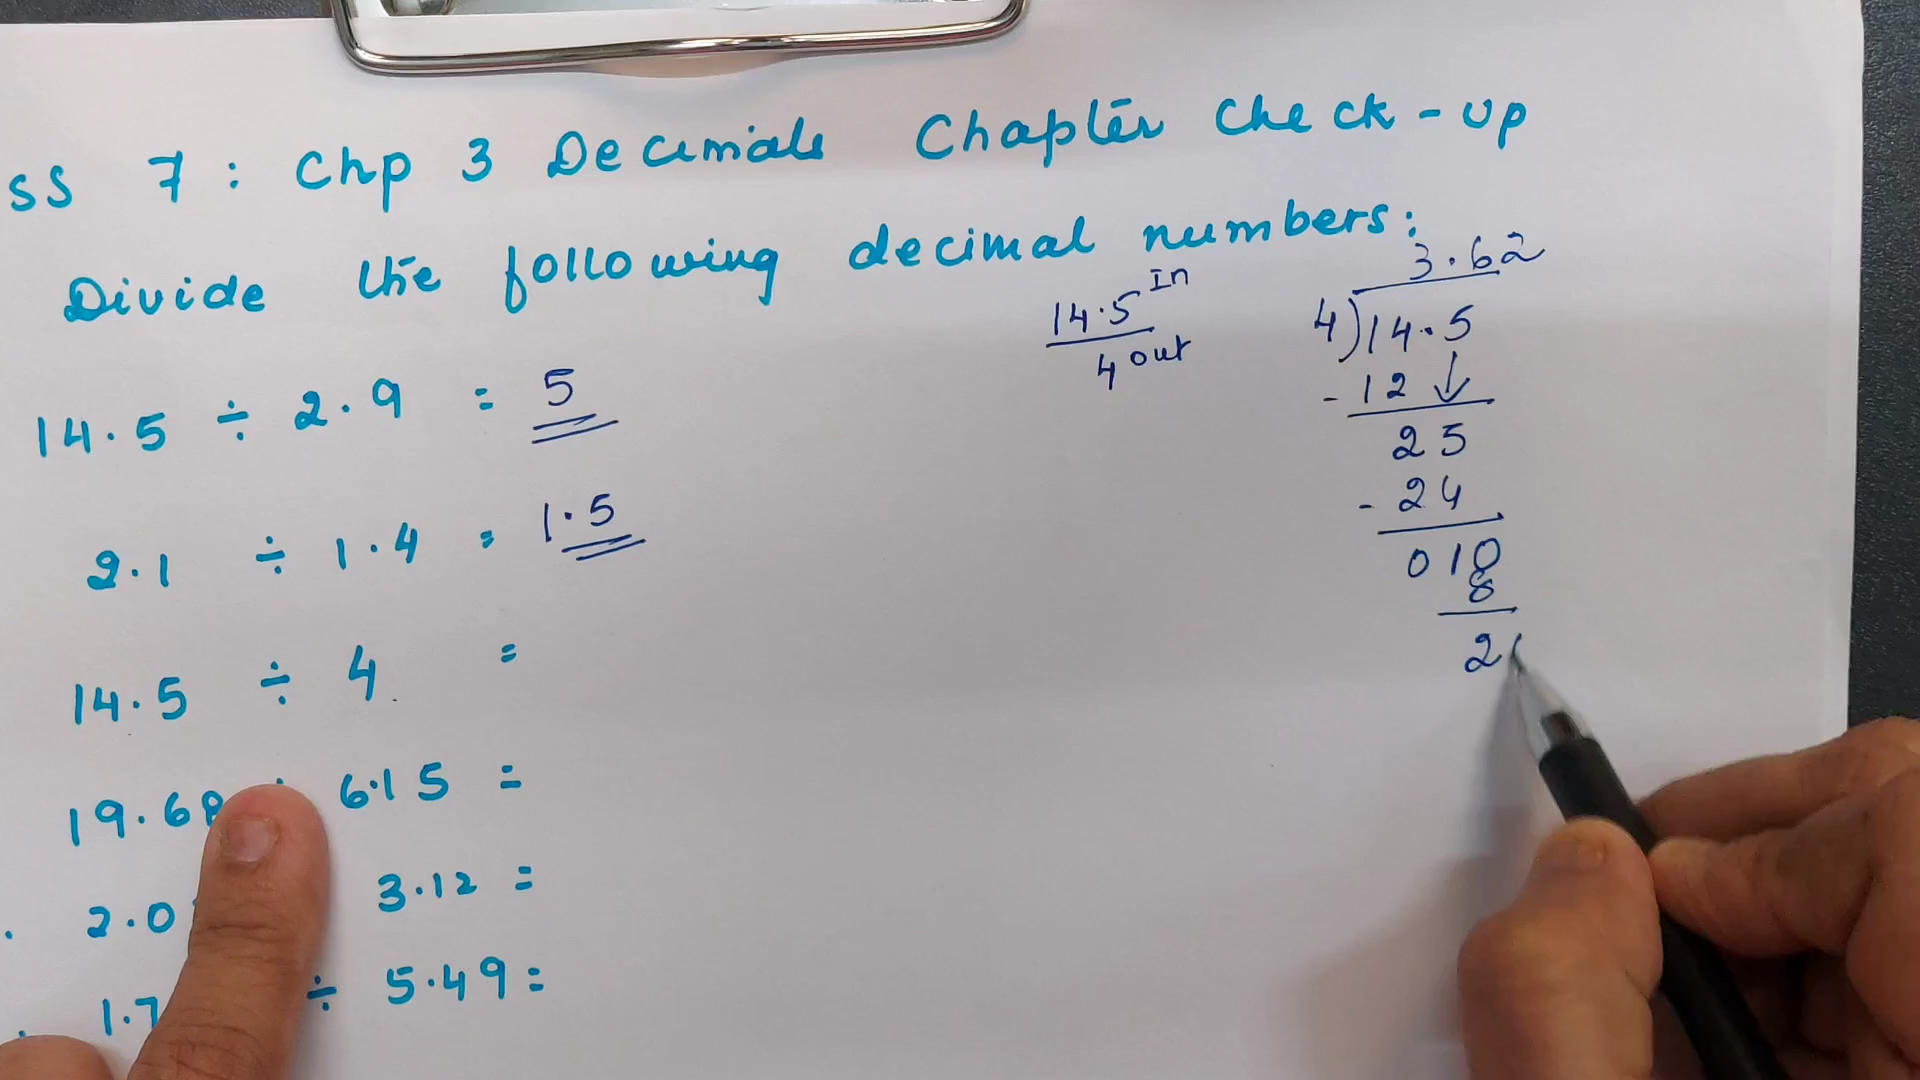 ss 7 : Chp 3 Decimals Chapter Check-up
Divide the following decimal numbers:
14.5 ÷ 2.9 = 5
2.1 ÷ 1.4 = 1.5
14.5 ÷ 4 =
19.68 ÷ 6.15 =
2.0 3.12 =
1.7 ÷ 5.49 =
14.5 In
4 out
3.62
4)14.5
- 12 ↓
25
- 24
010
8
2